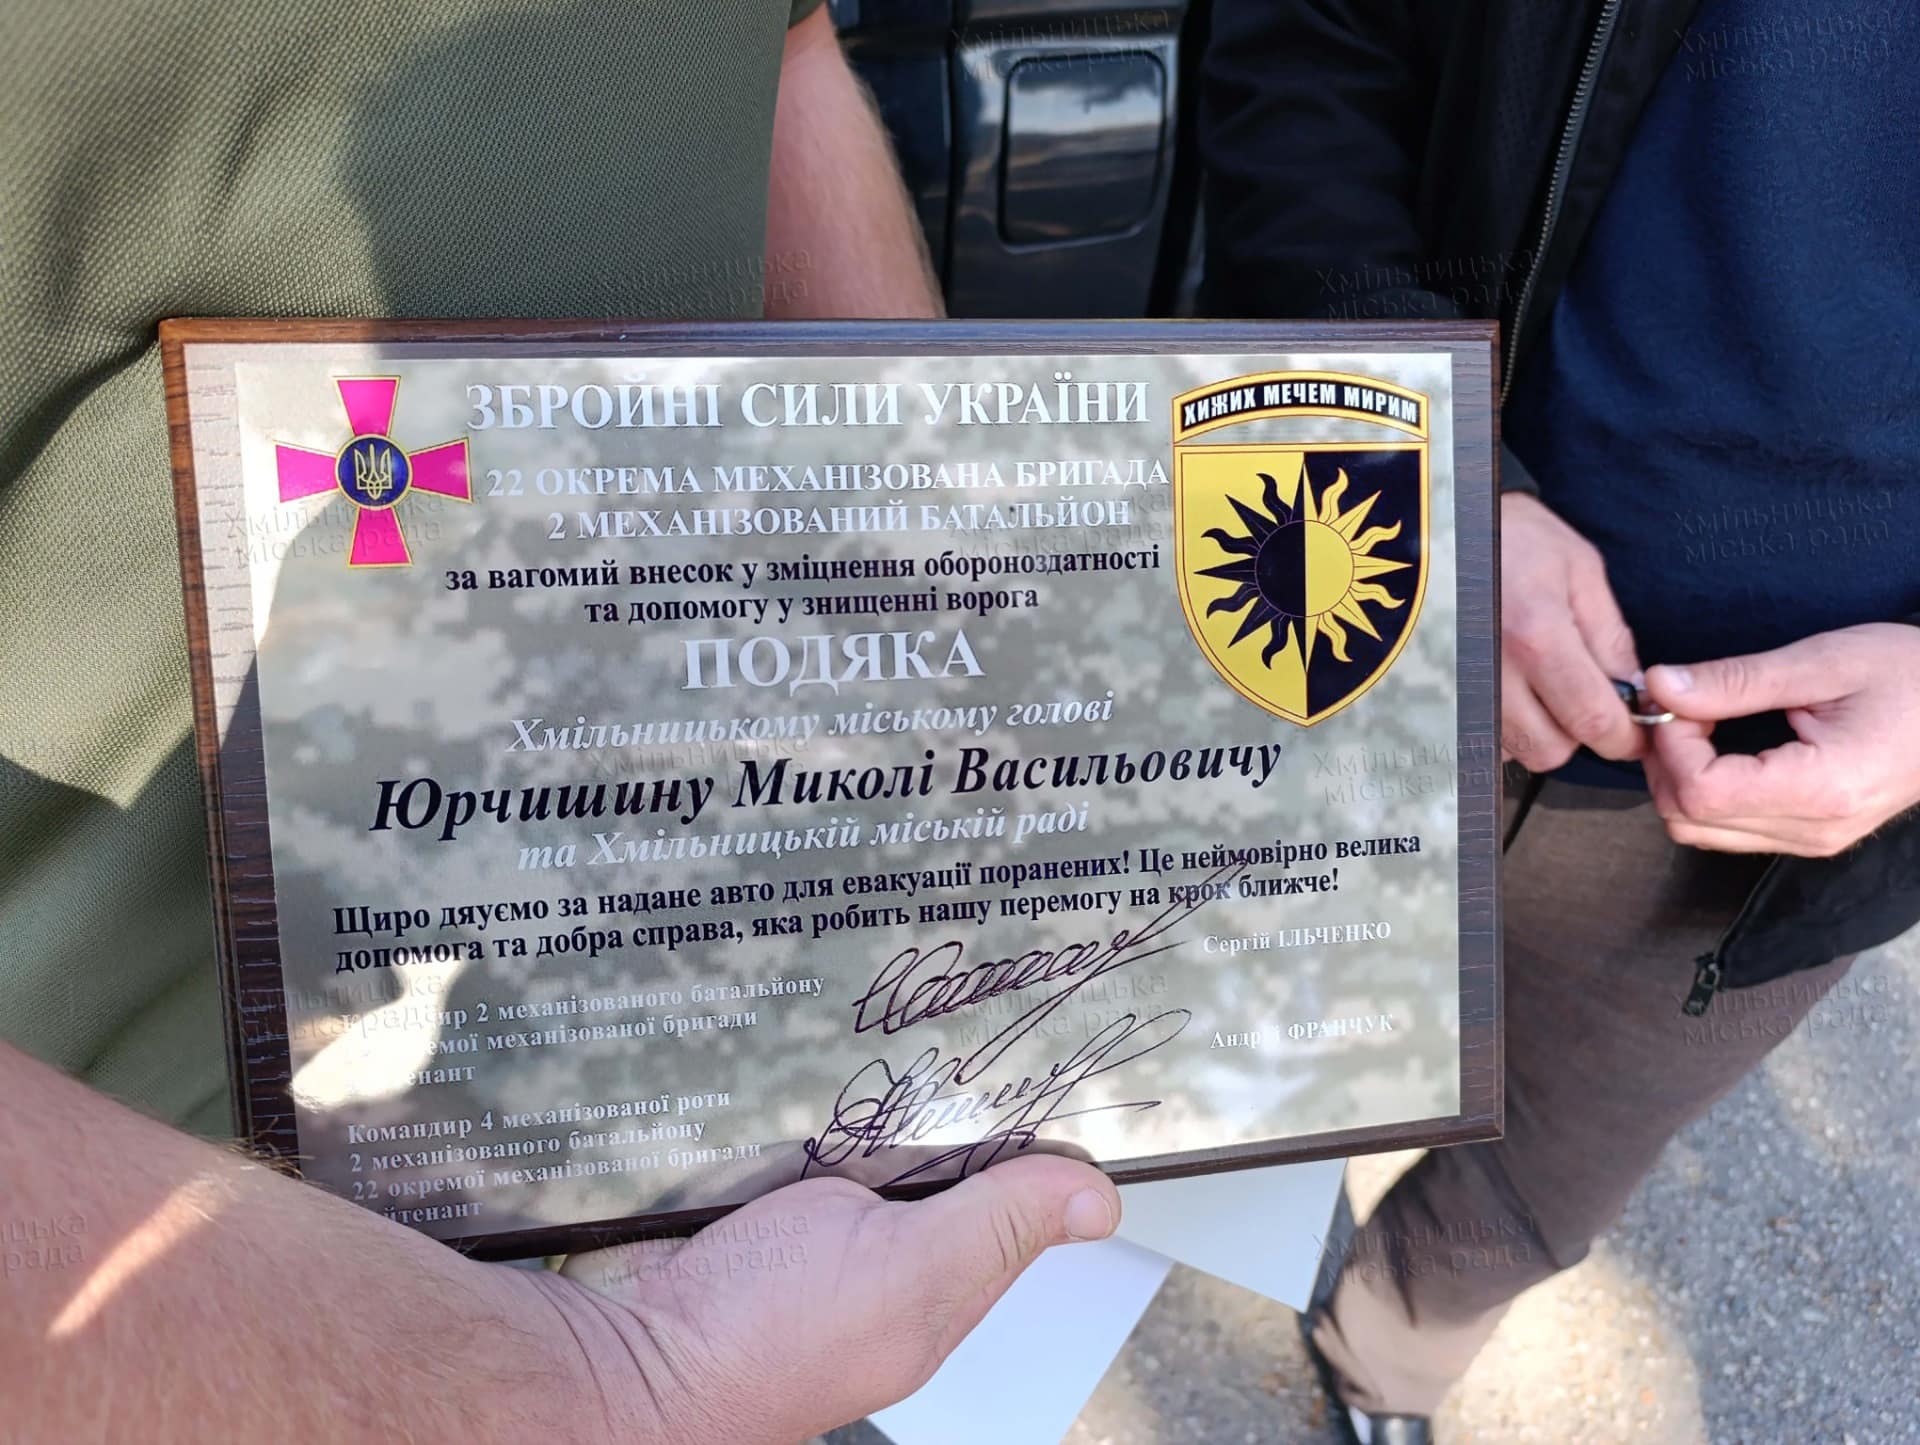 ЗБРОЙНІ СИЛИ УКРАЇНИ
ХИЖИХ МЕЧЕМ МИРИМ
22 ОКРЕМА МЕХАНІЗОВАНА БРИГАДА
2 МЕХАНІЗОВАНИЙ БАТАЛЬЙОН
за вагомий внесок у зміцнення обороноздатності
та допомогу у знищенні ворога
ПОДЯКА
Хмільницькому міському голові
Юрчишину Миколі Васильовичу
та Хмільницькій міській раді
Щиро дяуємо за надане авто для евакуації поранених! Це неймовірно велика
допомога та добра справа, яка робить нашу перемогу на крок ближче!
2 механізованого батальйону
механізованої бригади
Сергій ІЛЬЧЕНКО
Командир 4 механізованої роти
2 механізованого батальйону
22 окремої механізованої бригади
Андрій ФРАНЧУК
Хмільницька
міська рада